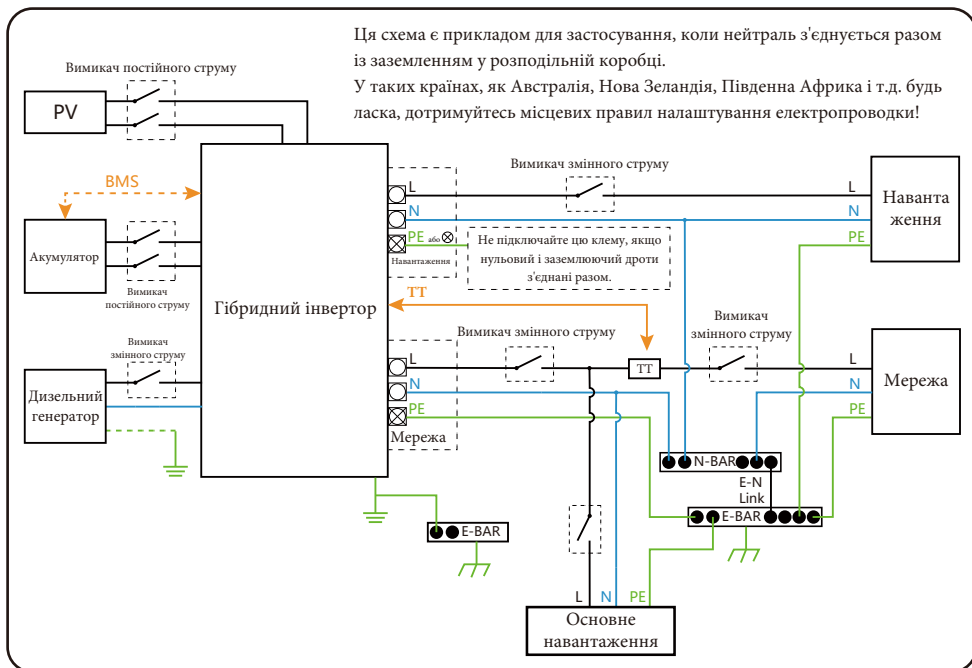 Ця схема є прикладом для застосування, коли нейтраль з'єднується разом
із заземленням у розподільній коробці.
У таких країнах, як Австралія, Нова Зеландія, Південна Африка і т.д. будь
ласка, дотримуйтесь місцевих правил налаштування електропроводки!
Вимикач постійного струму
PV
BMS
Акумулятор
Вимикач
постійного струму
Гібридний інвертор
Вимикач
змінного струму
Дизельний
генератор
L
N
PE або
Навантаження
Не підключайте цю клему, якщо
нульовий і заземлюючий дроти
з'єднані разом.
Вимикач змінного струму
L
N
PE
Наванта
ження
TT
Вимикач змінного струму
Вимикач
змінного струму
TT
L
N
PE
Мережа
L
N
PE
Мережа
N-BAR
E-N
Link
E-BAR
E-BAR
L
N
PE
Основне
навантаження